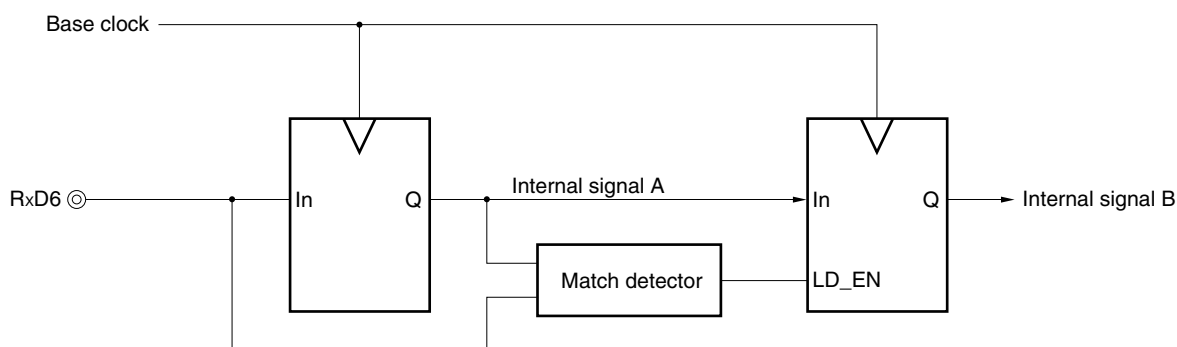 Base clock
RxD6
In
Q
Internal signal A
In
Q
Internal signal B
Match detector
LD_EN